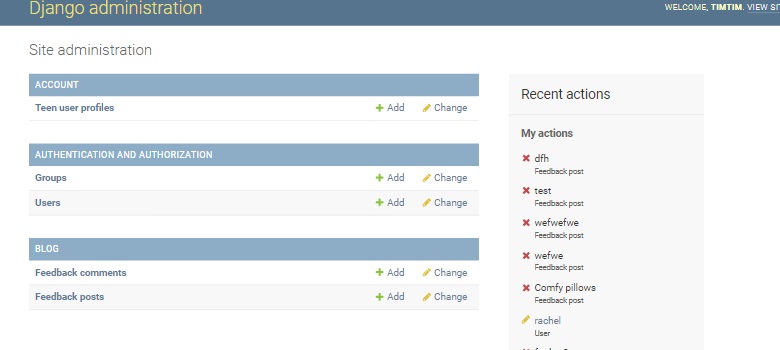 Django administration
WELCOME, TIMTIM. VIEW
Site administration
ACCOUNT
Teen user profiles Add Change
AUTHENTICATION AND AUTHORIZATION
Groups Add Change
Users Add Change
BLOG
Feedback comments Add Change
Feedback posts Add Change
Recent actions
My actions
dfh
Feedback post
test
Feedback post
wefwefwe
Feedback post
wefwe
Feedback post
Comfy pillows
Feedback post
rachel
User